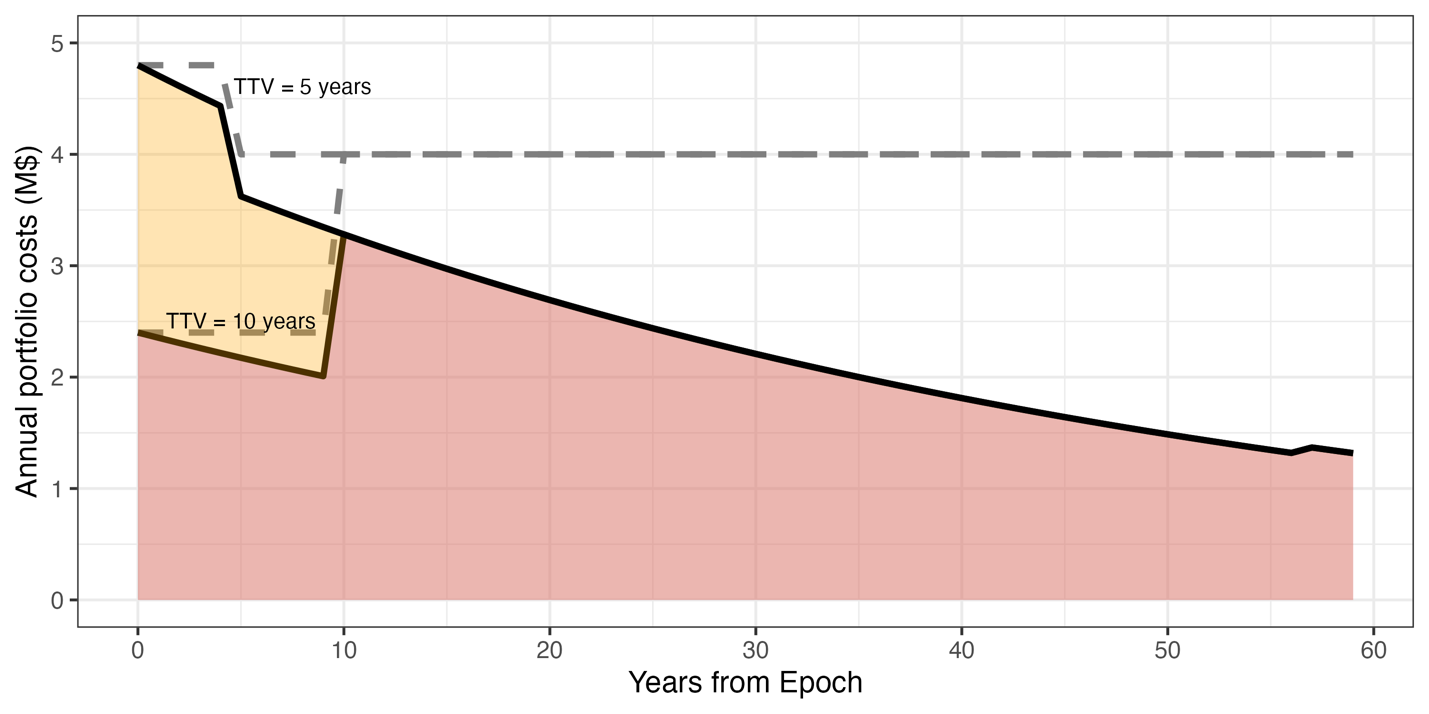 5
4
3
2
1
0
TTV = 5 years
TTV = 10 years
0 10 20 30 40 50 60
Years from Epoch
Annual portfolio costs (M$)